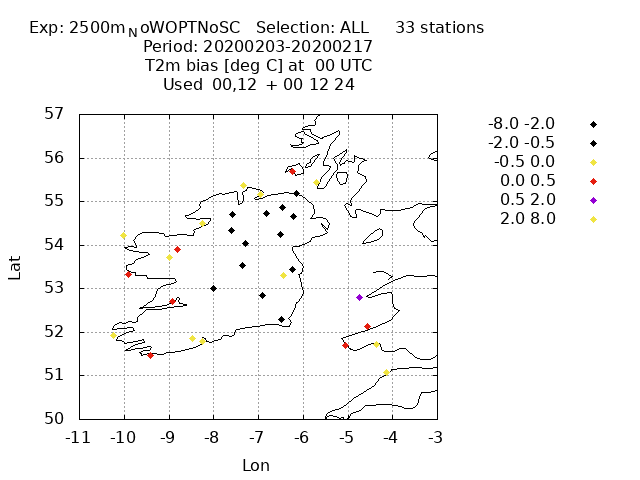 Exp: 2500m_NoWOPTNoSC Selection: ALL 33 stations
Period: 20200203-20200217
T2m bias [deg C] at 00 UTC
Used 00,12 + 00 12 24
57
56
55
54
53
52
51
50
-11 -10 -9 -8 -7 -6 -5 -4 -3
Lat
Lon
-8.0 -2.0
-2.0 -0.5
-0.5 0.0
0.0 0.5
0.5 2.0
2.0 8.0